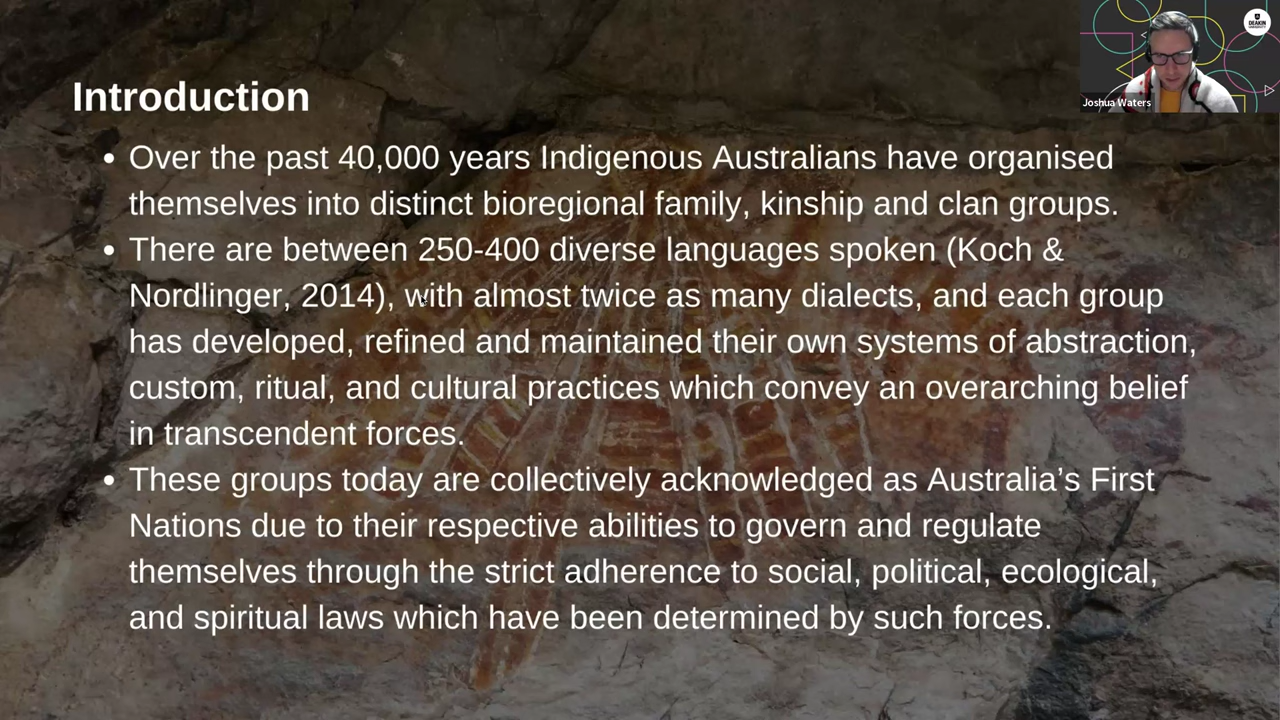 Introduction
• Over the past 40,000 years Indigenous Australians have organised
themselves into distinct bioregional family, kinship and clan groups.
• There are between 250-400 diverse languages spoken (Koch &
Nordlinger, 2014), with almost twice as many dialects, and each group
has developed, refined and maintained their own systems of abstraction,
custom, ritual, and cultural practices which convey an overarching belief
in transcendent forces.
• These groups today are collectively acknowledged as Australia’s First
Nations due to their respective abilities to govern and regulate
themselves through the strict adherence to social, political, ecological,
and spiritual laws which have been determined by such forces.
Joshua Waters
DEAKIN
UNIVERSITY